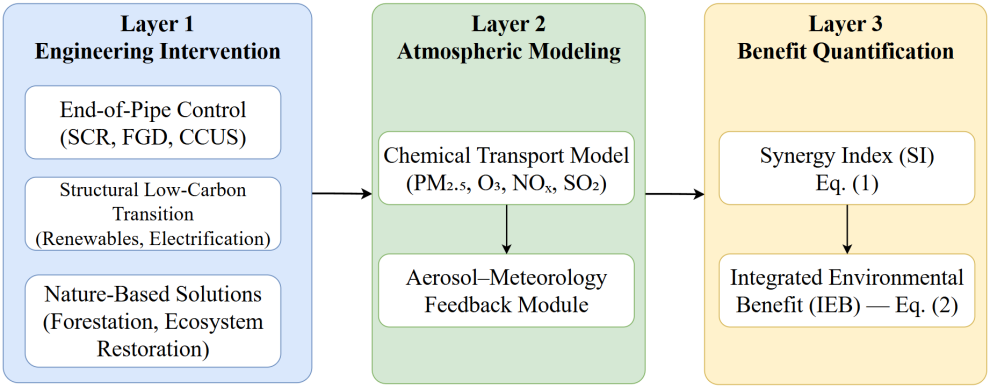 Layer 1
Engineering Intervention
End-of-Pipe Control
(SCR, FGD, CCUS)
Structural Low-Carbon
Transition
(Renewables, Electrification)
Nature-Based Solutions
(Forestation, Ecosystem
Restoration)
Layer 2
Atmospheric Modeling
Chemical Transport Model
(PM₂.₅, O₃, NOₓ, SO₂)
Aerosol–Meteorology
Feedback Module
Layer 3
Benefit Quantification
Synergy Index (SI)
Eq. (1)
Integrated Environmental
Benefit (IEB) — Eq. (2)